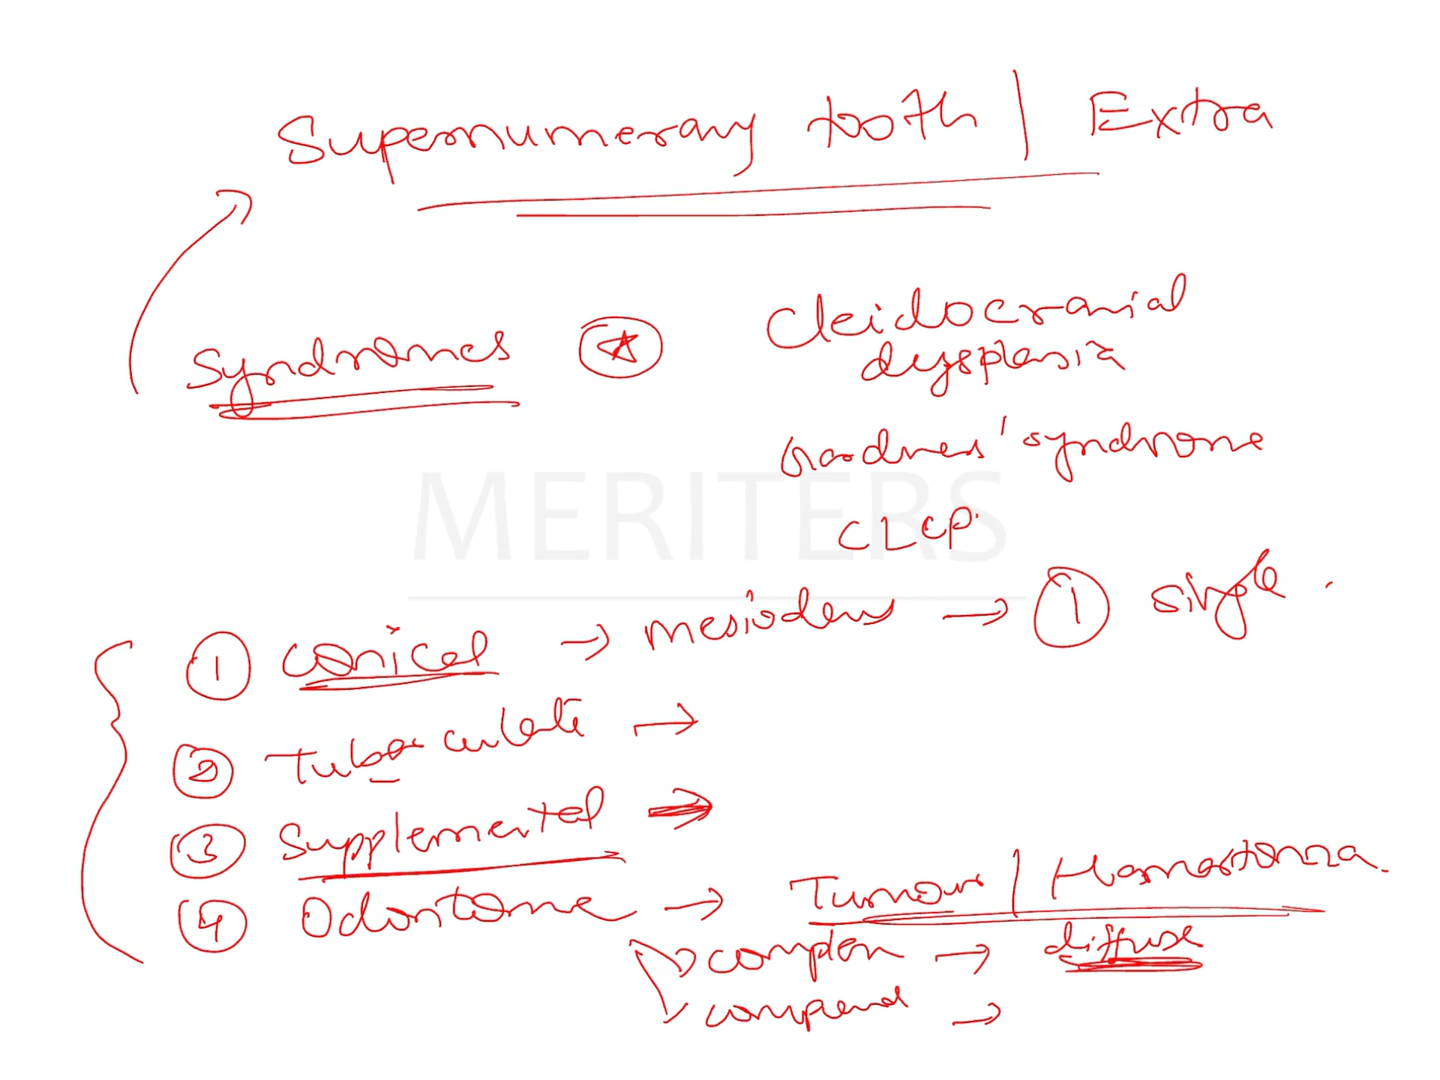 Supernumerary tooth | Extra
Syndromes
Cleidocranial
dysplasia
Gardners' syndrome
MERITERS
CLCP.
1 conical → mesiodens → 1 single.
2 Tuberculate →
3 Supplemental →
4 Odontome → Tumour | Hamartoma.
complex → diffuse
compound →